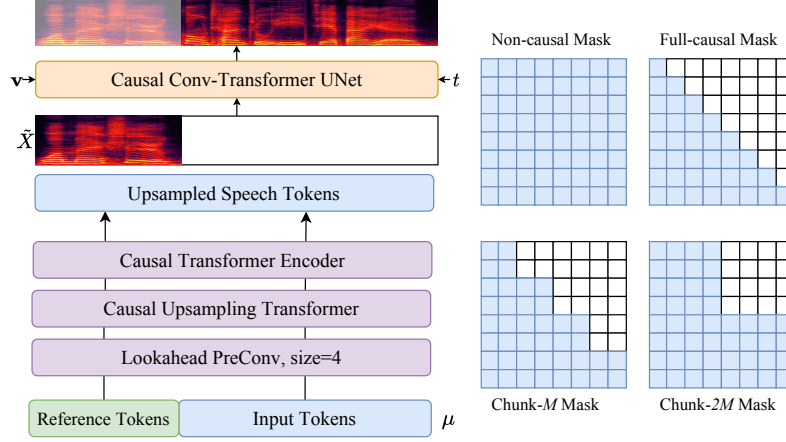 Non-causal Mask
Full-causal Mask
v
Causal Conv-Transformer UNet
t
X̃
Upsampled Speech Tokens
Causal Transformer Encoder
Causal Upsampling Transformer
Lookahead PreConv, size=4
Reference Tokens
Input Tokens
μ
Chunk-M Mask
Chunk-2M Mask